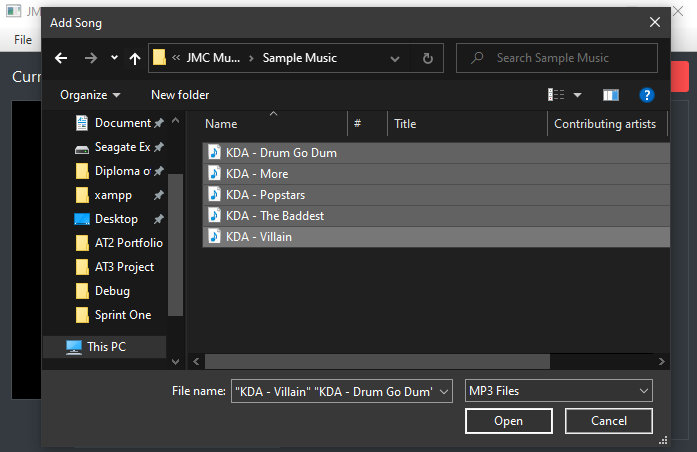 JM
Add Song
File
JMC Mu... Sample Music
Search Sample Music
Curr
Organize New folder
Name # Title Contributing artists
Document
Seagate Ex
Diploma o
xampp
Desktop
AT2 Portfolio
AT3 Project
Debug
Sprint One
This PC
KDA - Drum Go Dum
KDA - More
KDA - Popstars
KDA - The Baddest
KDA - Villain
File name: "KDA - Villain" "KDA - Drum Go Dum" MP3 Files
Open Cancel